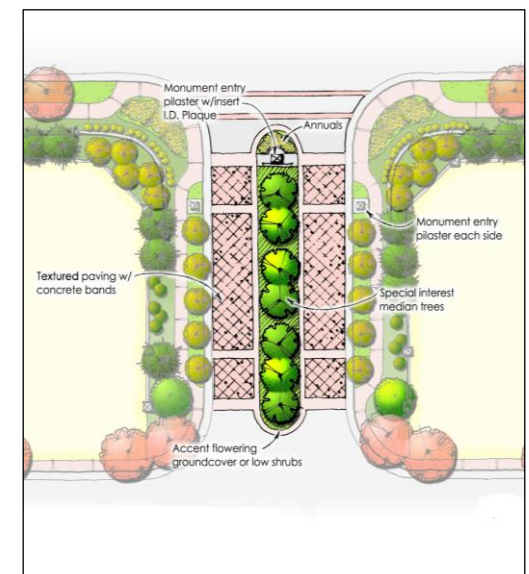 Monument entry
pilaster w/insert
I.D. Plaque
Annuals
Monument entry
pilaster each side
Textured paving w/
concrete bands
Special interest
median trees
Accent flowering
groundcover or low shrubs